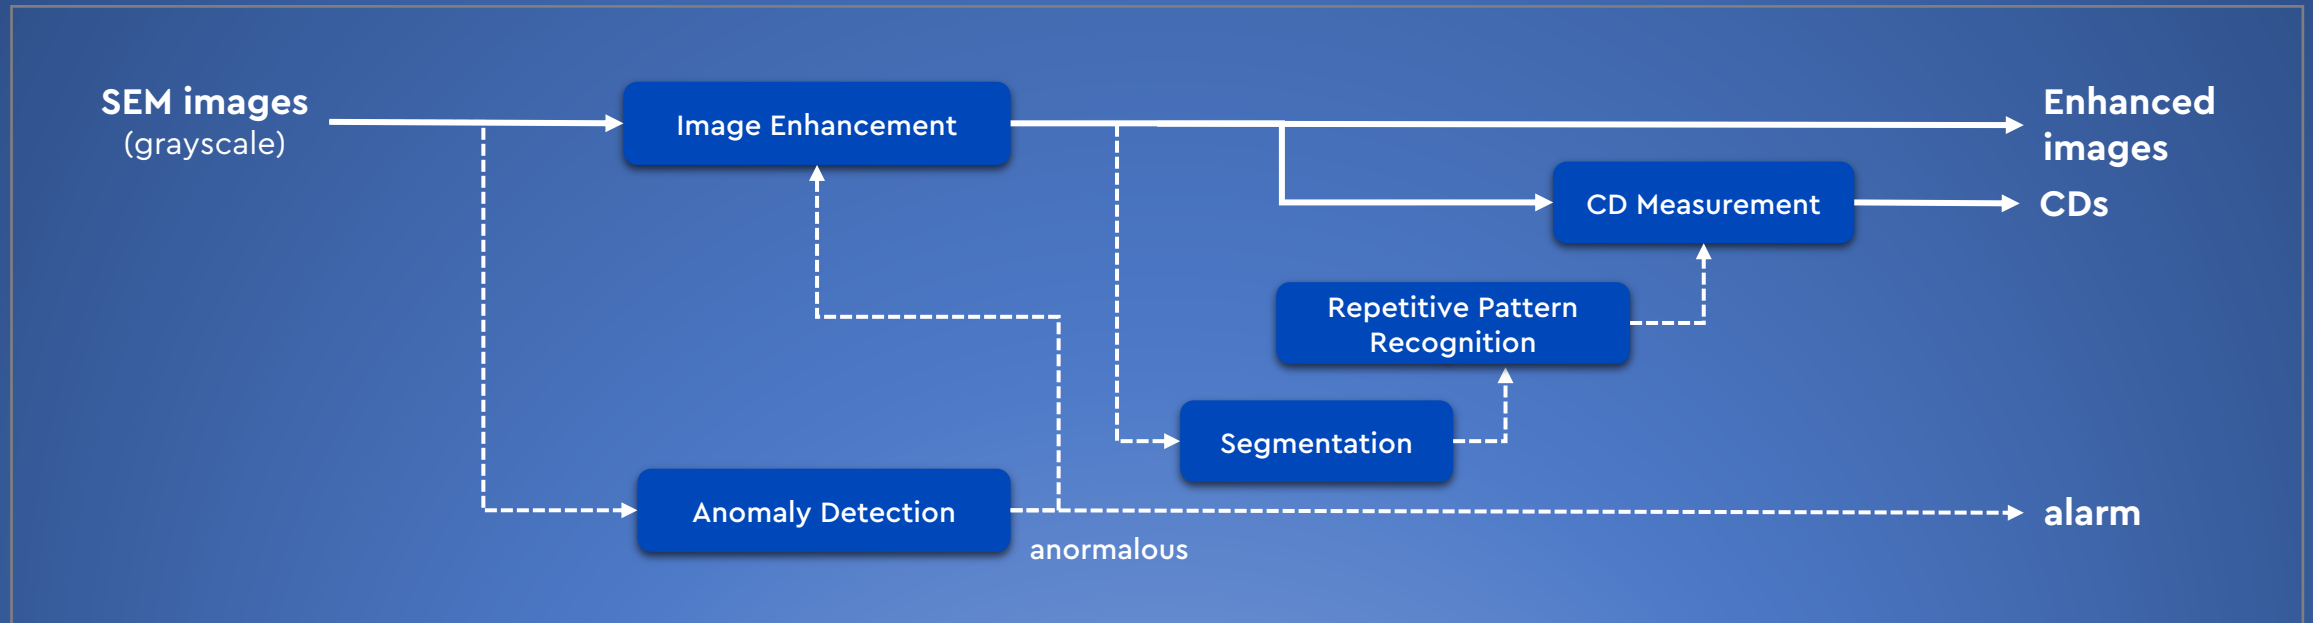 SEM images
(grayscale)
Image Enhancement
Enhanced
images
CD Measurement
CDs
Repetitive Pattern
Recognition
Segmentation
Anomaly Detection
anormalous
alarm